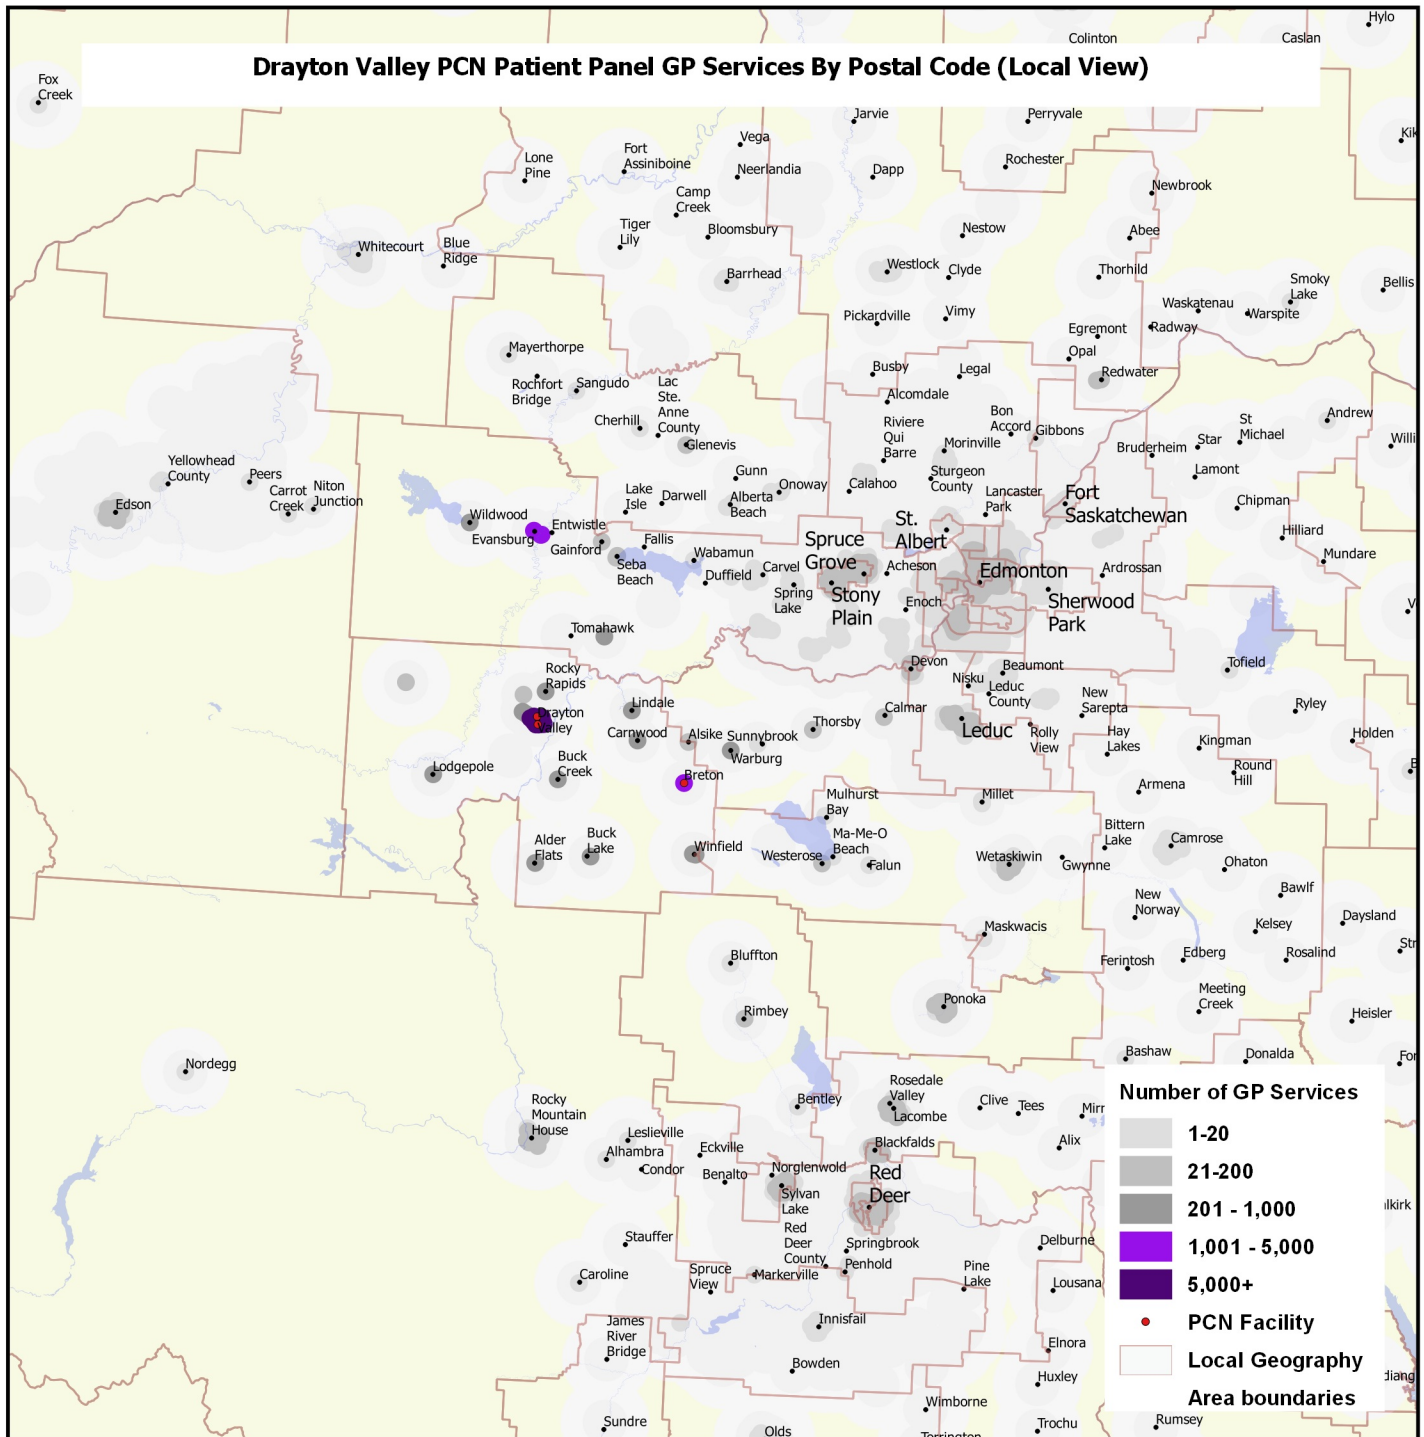 Hylo
Colinton
Caslan
Drayton Valley PCN Patient Panel GP Services By Postal Code (Local View)
Fox
Creek
Jarvie
Perryvale
Vega
Lone
Pine
Fort
Assiniboine
Neerlandia
Dapp
Rochester
Newbrook
Camp
Creek
Tiger
Lily
Bloomsbury
Nestow
Abee
Whitecourt
Blue
Ridge
Barrhead
Westlock
Clyde
Thorhild
Smoky
Lake
Bellis
Waskatenau
Warspite
Pickardville
Vimy
Egremont
Radway
Opal
Mayerthorpe
Rochfort
Bridge
Sangudo
Busby
Legal
Redwater
Lac
Ste.
Anne
County
Alcomdale
Cherhill
Glenevis
Riviere
Qui
Barre
Bon
Accord
Gibbons
Morinville
Bruderheim
Star
St
Michael
Andrew
Willi
Yellowhead
County
Peers
Carrot
Creek
Niton
Junction
Edson
Gunn
Onoway
Lake
Isle
Darwell
Alberta
Beach
Calahoo
Sturgeon
County
Lancaster
Park
Fort
Saskatchewan
Lamont
Chipman
Hilliard
Mundare
Wildwood
Evansburg
Entwistle
Gainford
Fallis
Seba
Beach
Wabamun
Duffield
Carvel
Spring
Lake
Spruce
Grove
Stony
Plain
St.
Albert
Acheson
Enoch
Edmonton
Sherwood
Park
Ardrossan
Tomahawk
Devon
Beaumont
Nisku
Leduc
County
New
Sarepta
Tofield
Ryley
Rocky
Rapids
Drayton
Valley
Lindale
Carnwood
Alsike
Sunnybrook
Warburg
Thorsby
Calmar
Leduc
Rolly
View
Hay
Lakes
Kingman
Holden
Round
Hill
Lodgepole
Buck
Creek
Breton
Armena
Mulhurst
Bay
Millet
Bittern
Lake
Camrose
Alder
Flats
Buck
Lake
Winfield
Ma-Me-O
Beach
Westerose
Falun
Wetaskiwin
Gwynne
Ohaton
Bawlf
New
Norway
Daysland
Kelsey
Maskwacis
Bluffton
Ferintosh
Edberg
Rosalind
Str
Rimbey
Ponoka
Meeting
Creek
Heisler
Nordegg
Bashaw
Donalda
For
Rocky
Mountain
House
Bentley
Rosedale
Valley
Lacombe
Clive
Tees
Mirr
Leslieville
Alhambra
Condor
Eckville
Benalto
Blackfalds
Alix
Norglenwold
Sylvan
Lake
Red
Deer
Red
Deer
County
Stauffer
Springbrook
Penhold
Delburne
Caroline
Spruce
View
Markerville
Pine
Lake
Lousana
James
River
Bridge
Innisfail
Elnora
Bowden
Huxley
Wimborne
Sundre
Olds
Torrington
Trochu
Rumsey
Kik
V
alkirk
diang
Number of GP Services
1-20
21-200
201 - 1,000
1,001 - 5,000
5,000+
PCN Facility
Local Geography
Area boundaries